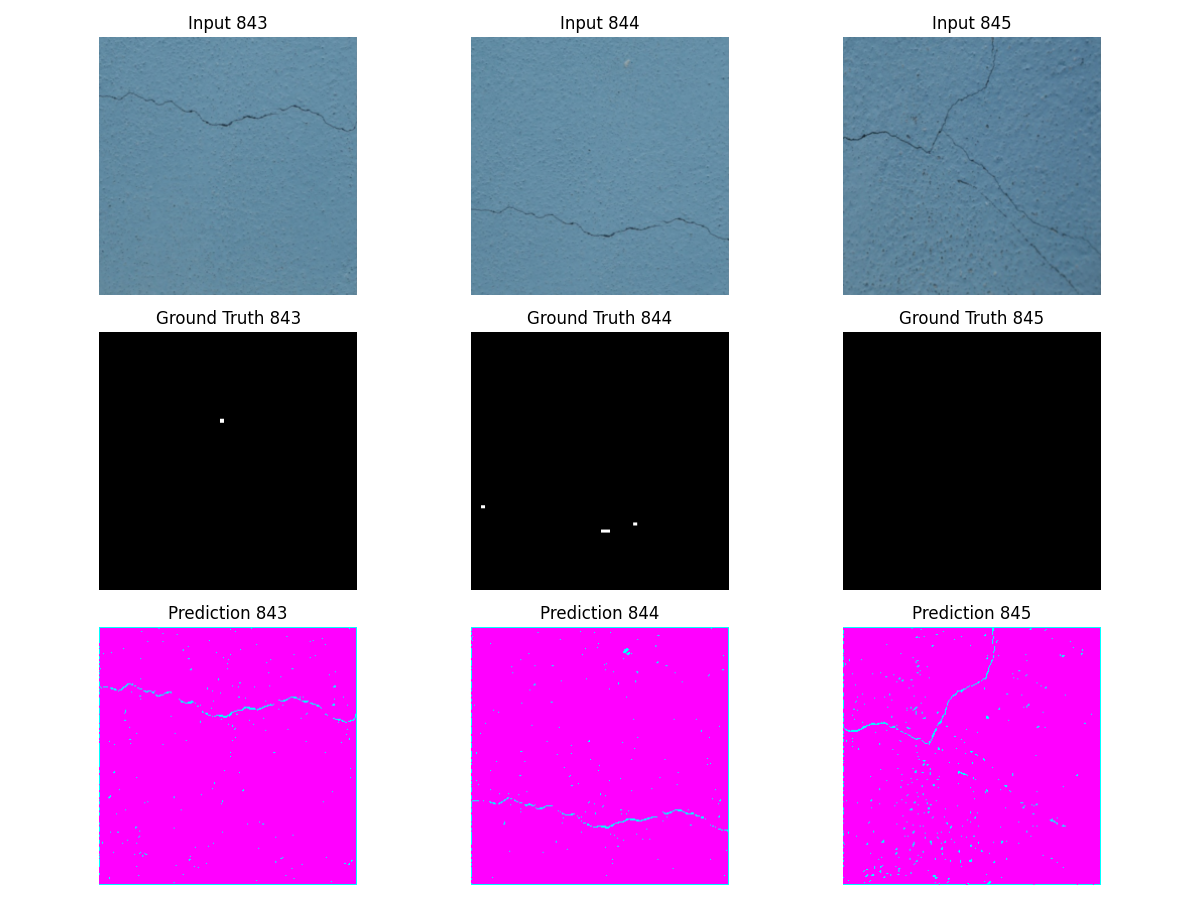 Input 843
Input 844
Input 845
Ground Truth 843
Ground Truth 844
Ground Truth 845
Prediction 843
Prediction 844
Prediction 845